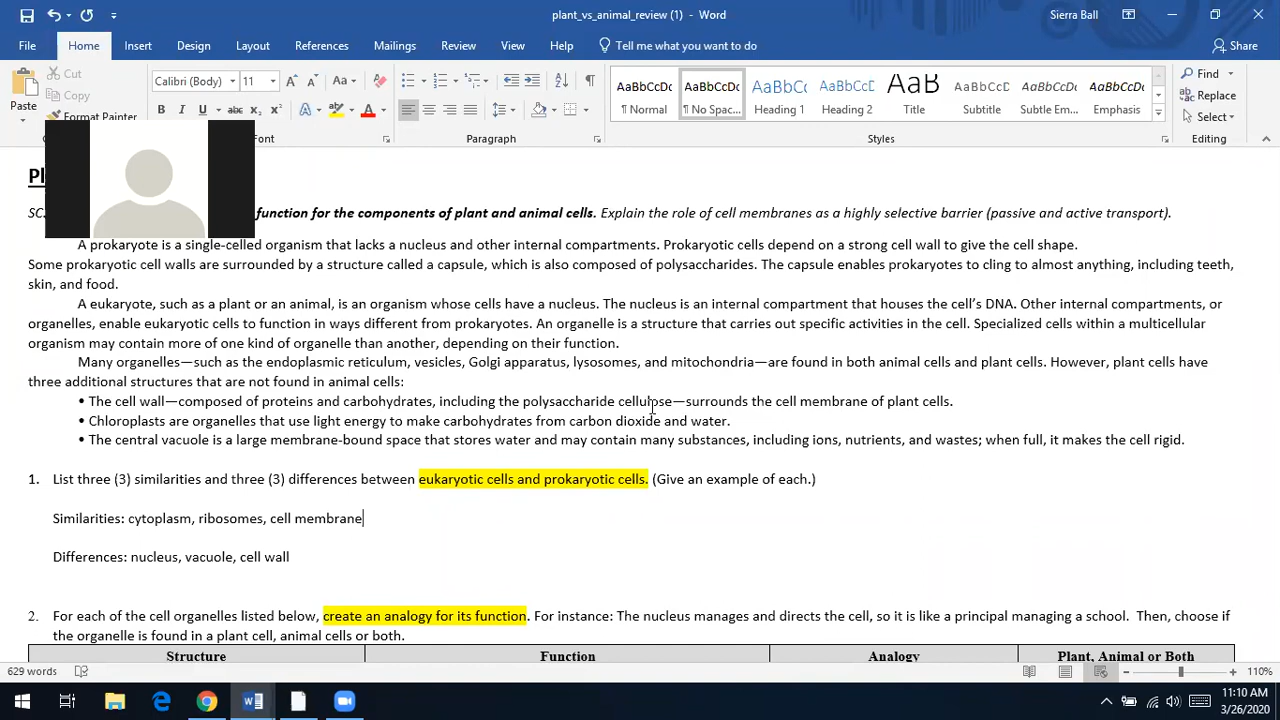 plant_vs_animal_review (1) - Word
Sierra Ball
File Home Insert Design Layout References Mailings Review View Help Tell me what you want to do Share
Paste
Cut
Copy
Format Painter
Calibri (Body) 11
Font
Paragraph
AaBbCcDc AaBbCcDc AaBbCc AaBbCcC AaB AaBbCcD AaBbCcDc AaBbCcDc
¶ Normal ¶ No Spac... Heading 1 Heading 2 Title Subtitle Subtle Em... Emphasis
Styles
Find
Replace
Select
Editing
function for the components of plant and animal cells. Explain the role of cell membranes as a highly selective barrier (passive and active transport).
A prokaryote is a single-celled organism that lacks a nucleus and other internal compartments. Prokaryotic cells depend on a strong cell wall to give the cell shape.
Some prokaryotic cell walls are surrounded by a structure called a capsule, which is also composed of polysaccharides. The capsule enables prokaryotes to cling to almost anything, including teeth,
skin, and food.
A eukaryote, such as a plant or an animal, is an organism whose cells have a nucleus. The nucleus is an internal compartment that houses the cell's DNA. Other internal compartments, or
organelles, enable eukaryotic cells to function in ways different from prokaryotes. An organelle is a structure that carries out specific activities in the cell. Specialized cells within a multicellular
organism may contain more of one kind of organelle than another, depending on their function.
Many organelles—such as the endoplasmic reticulum, vesicles, Golgi apparatus, lysosomes, and mitochondria—are found in both animal cells and plant cells. However, plant cells have
three additional structures that are not found in animal cells:
• The cell wall—composed of proteins and carbohydrates, including the polysaccharide cellulose—surrounds the cell membrane of plant cells.
• Chloroplasts are organelles that use light energy to make carbohydrates from carbon dioxide and water.
• The central vacuole is a large membrane-bound space that stores water and may contain many substances, including ions, nutrients, and wastes; when full, it makes the cell rigid.
1. List three (3) similarities and three (3) differences between eukaryotic cells and prokaryotic cells. (Give an example of each.)
Similarities: cytoplasm, ribosomes, cell membrane
Differences: nucleus, vacuole, cell wall
2. For each of the cell organelles listed below, create an analogy for its function. For instance: The nucleus manages and directs the cell, so it is like a principal managing a school. Then, choose if
the organelle is found in a plant cell, animal cells or both.
Structure Function Analogy Plant, Animal or Both
629 words
110%
11:10 AM
3/26/2020